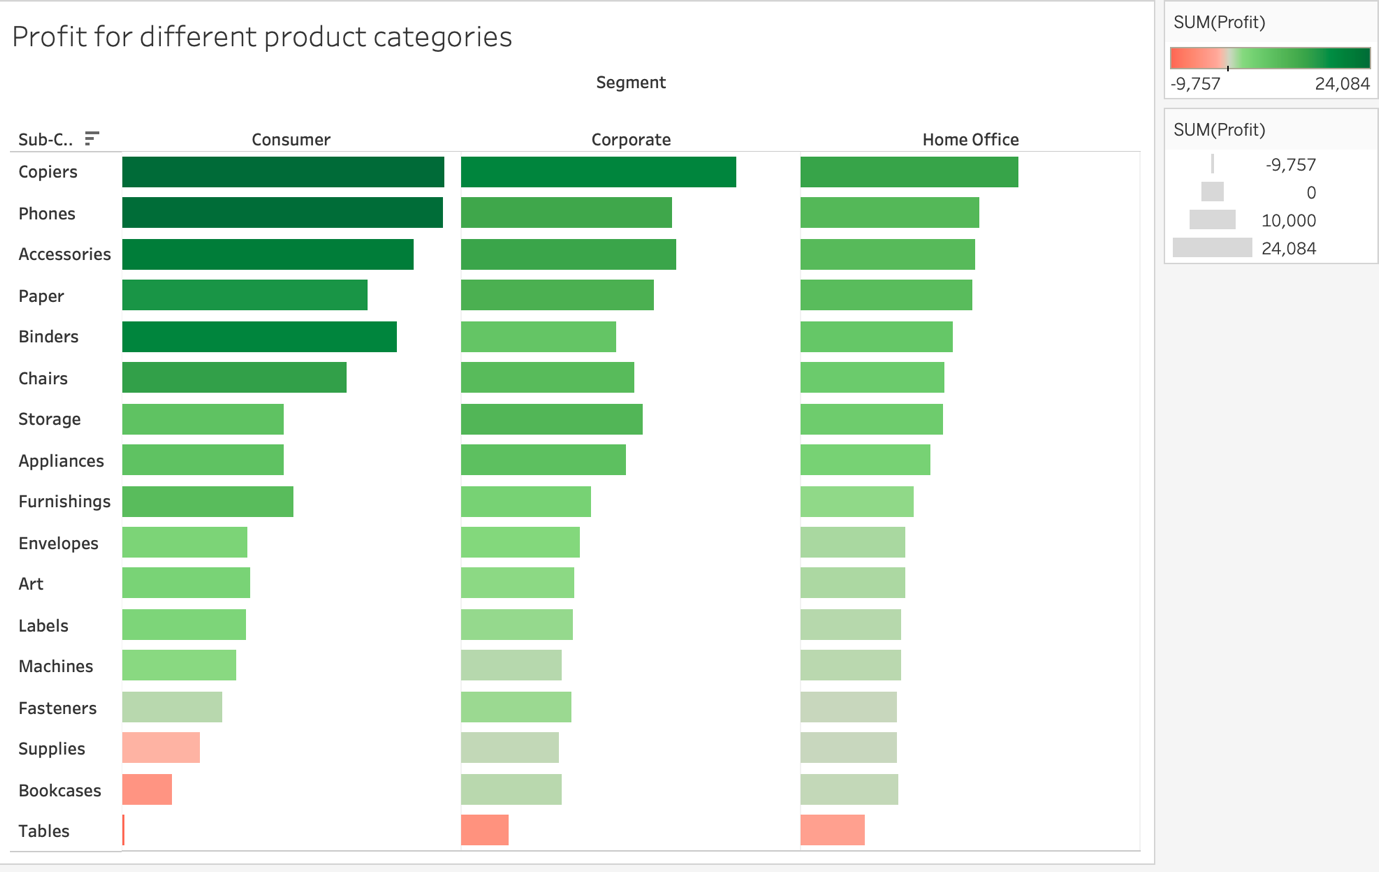 Profit for different product categories
Segment
Sub-C.. Consumer Corporate Home Office
Copiers
Phones
Accessories
Paper
Binders
Chairs
Storage
Appliances
Furnishings
Envelopes
Art
Labels
Machines
Fasteners
Supplies
Bookcases
Tables
SUM(Profit)
-9,757 24,084
SUM(Profit)
-9,757
0
10,000
24,084